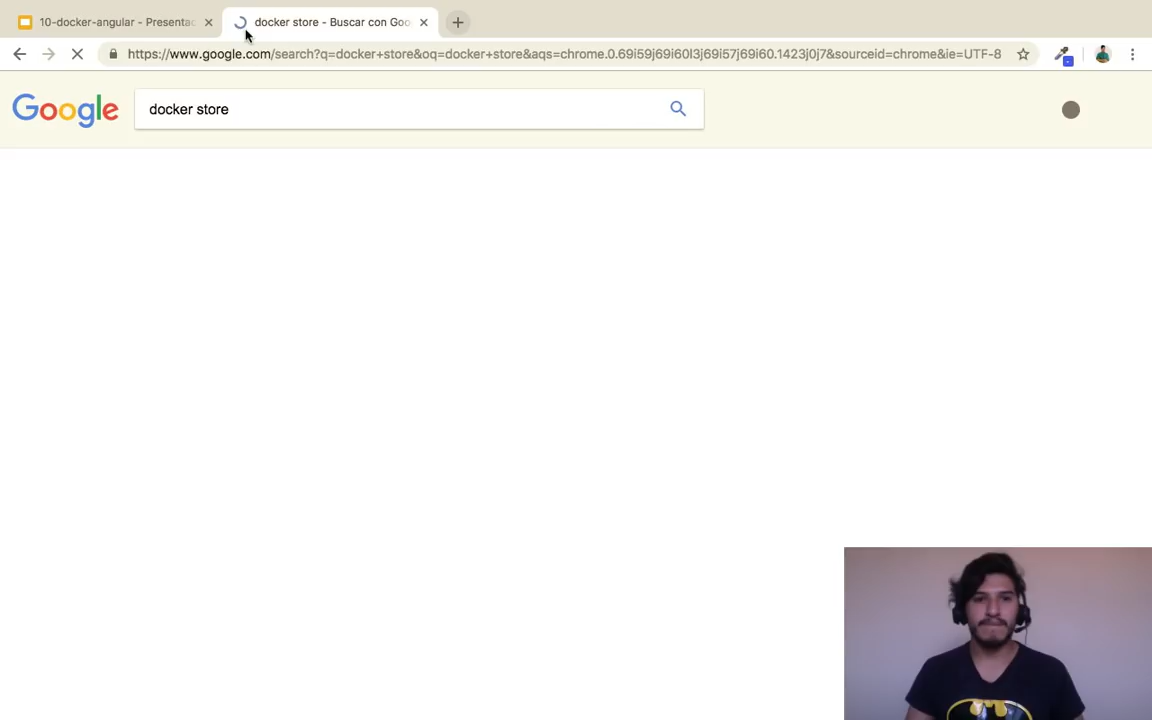 10-docker-angular - Presentac
docker store - Buscar con Goo
https://www.google.com/search?q=docker+store&oq=docker+store&aqs=chrome.0.69i59j69i60l3j69i57j69i60.1423j0j7&sourceid=chrome&ie=UTF-8
Google
docker store